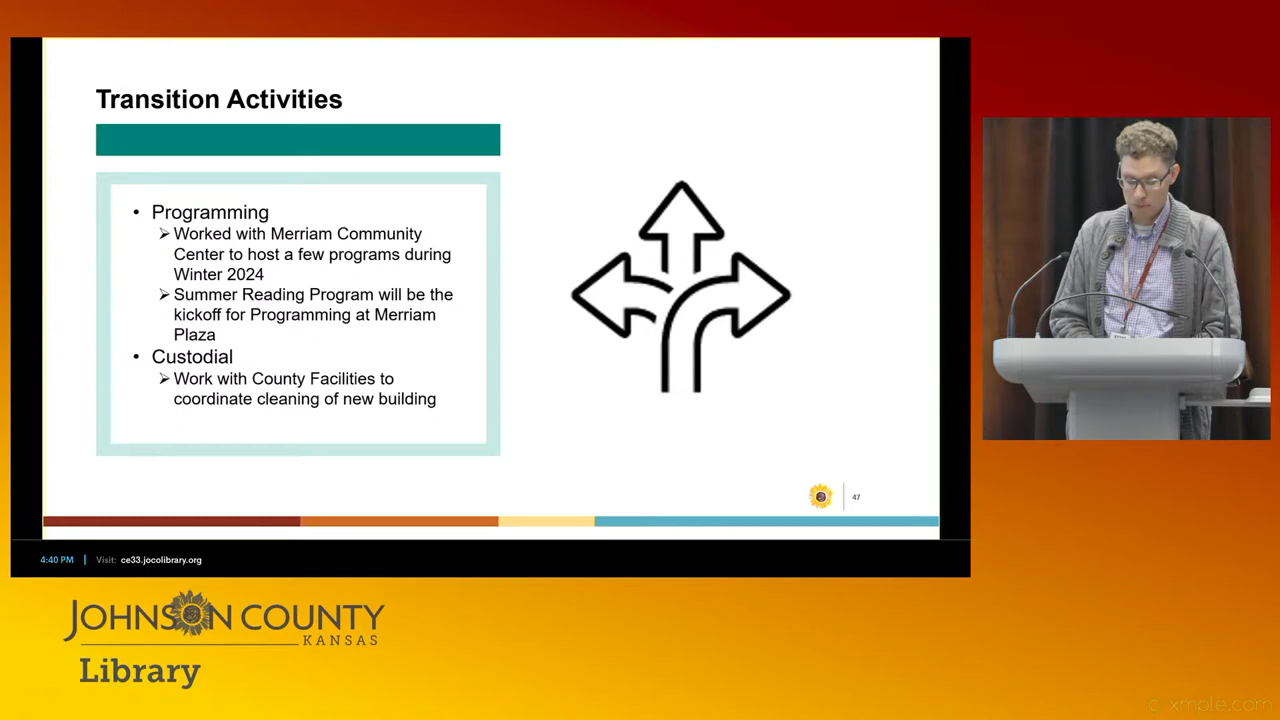 Transition Activities
• Programming
➢ Worked with Merriam Community
Center to host a few programs during
Winter 2024
➢ Summer Reading Program will be the
kickoff for Programming at Merriam
Plaza
• Custodial
➢ Work with County Facilities to
coordinate cleaning of new building
47
4:40 PM | Visit: ce33.jocolibrary.org
JOHNSON COUNTY
KANSAS
Library